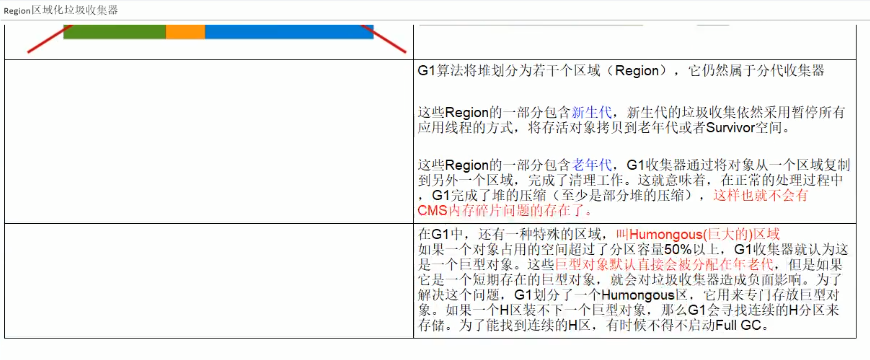 Region区域化垃圾收集器
G1算法将堆划分为若干个区域（Region），它仍然属于分代收集器
这些Region的一部分包含新生代，新生代的垃圾收集依然采用暂停所有
应用线程的方式，将存活对象拷贝到老年代或者Survivor空间。
这些Region的一部分包含老年代，G1收集器通过将对象从一个区域复制
到另外一个区域，完成了清理工作。这就意味着，在正常的处理过程中
，G1完成了堆的压缩（至少是部分堆的压缩），这样也就不会有
CMS内存碎片问题的存在了。
在G1中，还有一种特殊的区域，叫Humongous(巨大的)区域
如果一个对象占用的空间超过了分区容量50%以上，G1收集器就认为这
是一个巨型对象。这些巨型对象默认直接会被分配在年老代，但是如果
它是一个短期存在的巨型对象，就会对垃圾收集器造成负面影响。为了
解决这个问题，G1划分了一个Humongous区，它用来专门存放巨型对
象。如果一个H区装不下一个巨型对象，那么G1会寻找连续的H分区来
存储。为了能找到连续的H区，有时候不得不启动Full GC。